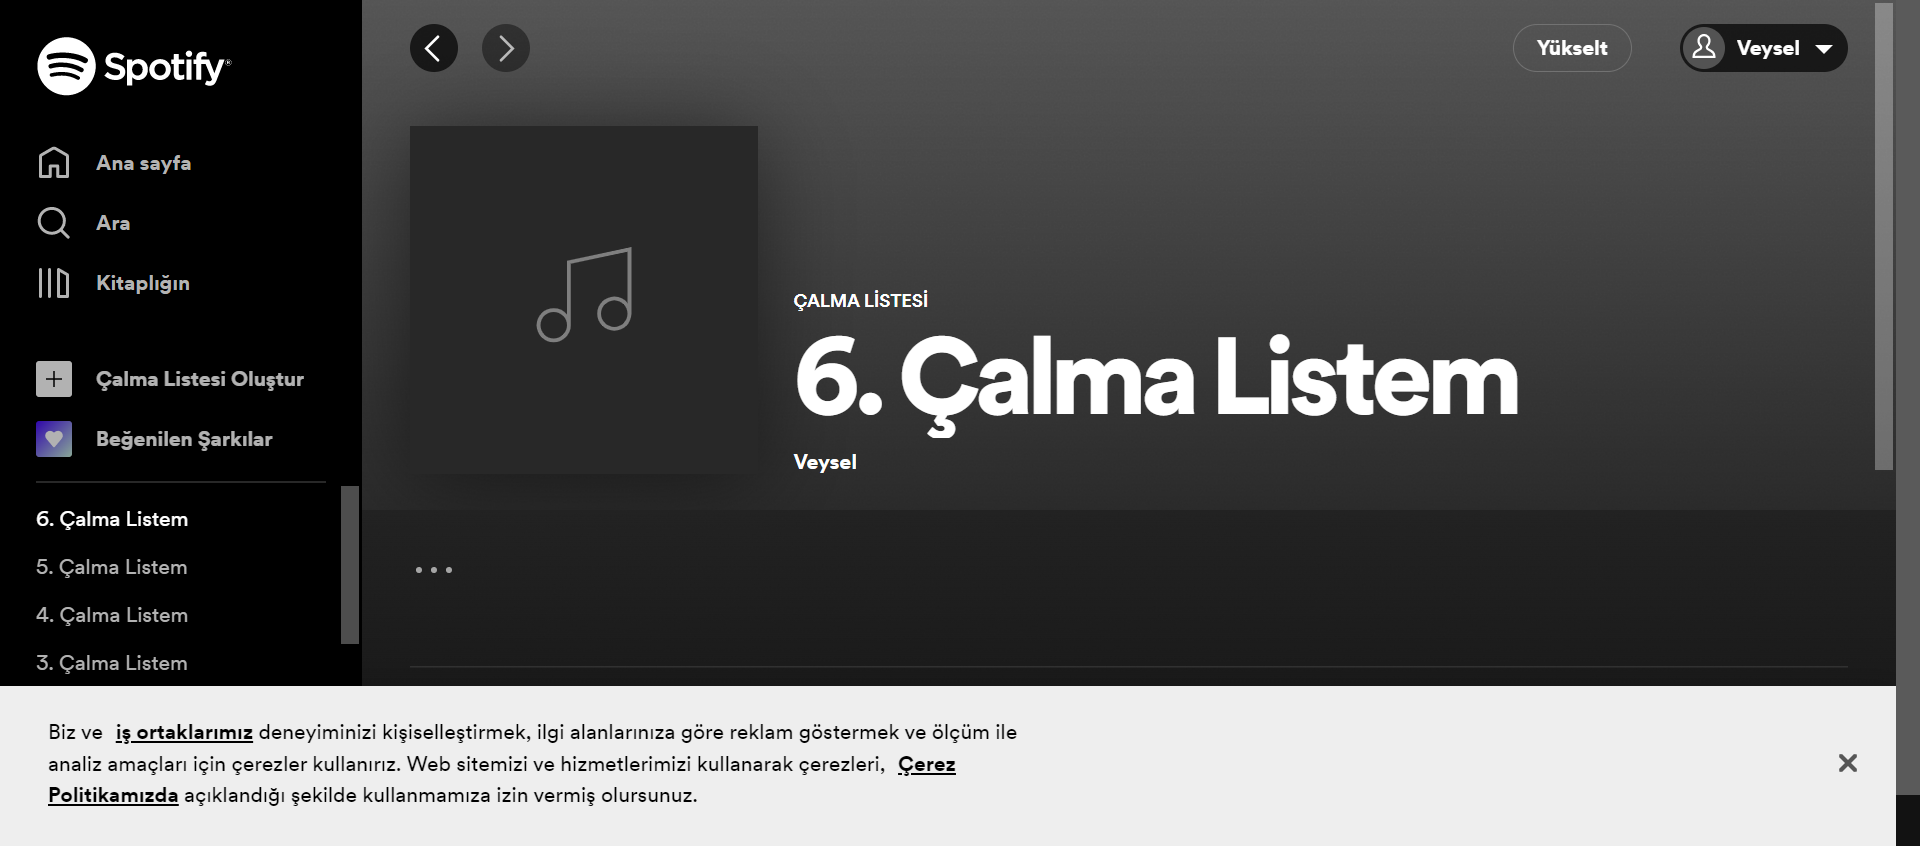 Spotify®
Ana sayfa
Ara
Kitaplığın
Çalma Listesi Oluştur
Beğenilen Şarkılar
6. Çalma Listem
5. Çalma Listem
4. Çalma Listem
3. Çalma Listem
Yükselt
Veysel
ÇALMA LİSTESİ
6. Çalma Listem
Veysel
Biz ve iş ortaklarımız deneyiminizi kişiselleştirmek, ilgi alanlarınıza göre reklam göstermek ve ölçüm ile
analiz amaçları için çerezler kullanırız. Web sitemizi ve hizmetlerimizi kullanarak çerezleri, Çerez
Politikamızda açıklandığı şekilde kullanmamıza izin vermiş olursunuz.